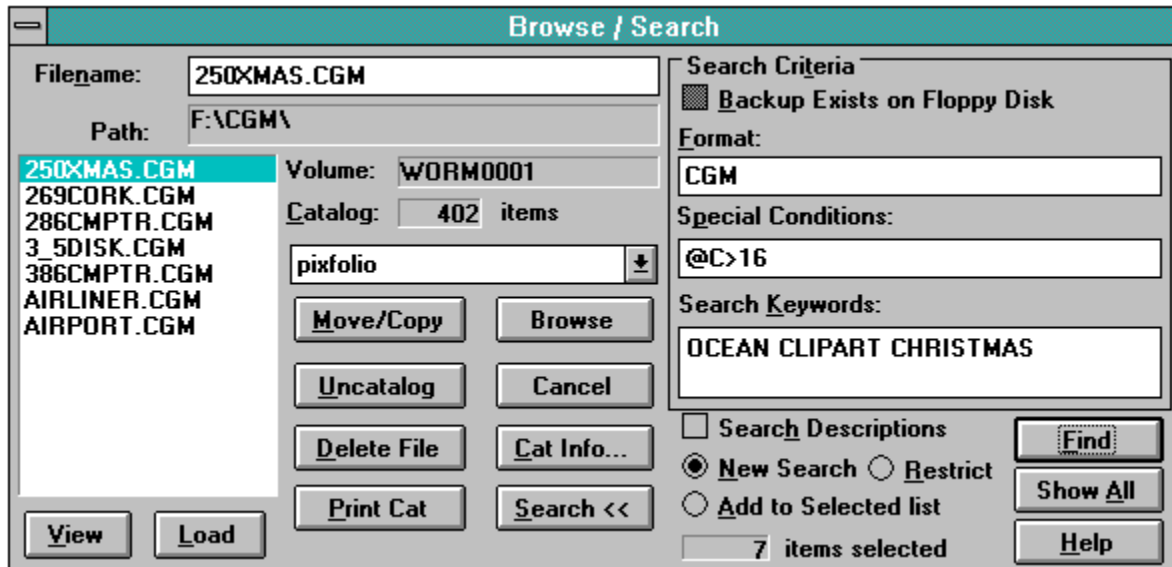 Browse / Search
Filename: 250XMAS.CGM
Path: F:\CGM\
250XMAS.CGM
269CORK.CGM
286CMPTR.CGM
3_5DISK.CGM
386CMPTR.CGM
AIRLINER.CGM
AIRPORT.CGM
View Load
Volume: WORM0001
Catalog: 402 items
pixfolio
Move/Copy Browse
Uncatalog Cancel
Delete File Cat Info...
Print Cat Search <<
Search Criteria
Backup Exists on Floppy Disk
Format:
CGM
Special Conditions:
@C>16
Search Keywords:
OCEAN CLIPART CHRISTMAS
Search Descriptions
New Search Restrict
Add to Selected list
7 items selected
Find
Show All
Help